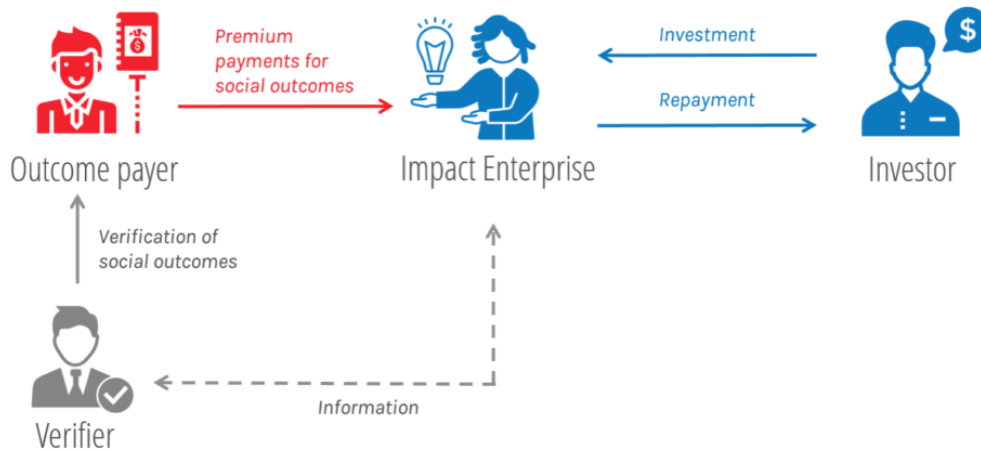 Premium
payments for
social outcomes
Investment
$
Repayment
Outcome payer
Impact Enterprise
Investor
Verification of
social outcomes
Information
Verifier